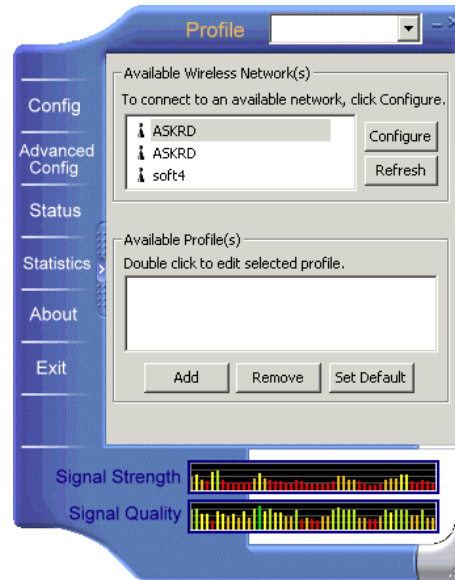 Profile
Available Wireless Network(s)
To connect to an available network, click Configure.
ASKRD
ASKRD
soft4
Configure
Refresh
Config
Advanced
Config
Status
Statistics
About
Exit
Available Profile(s)
Double click to edit selected profile.
Add
Remove
Set Default
Signal Strength
Signal Quality